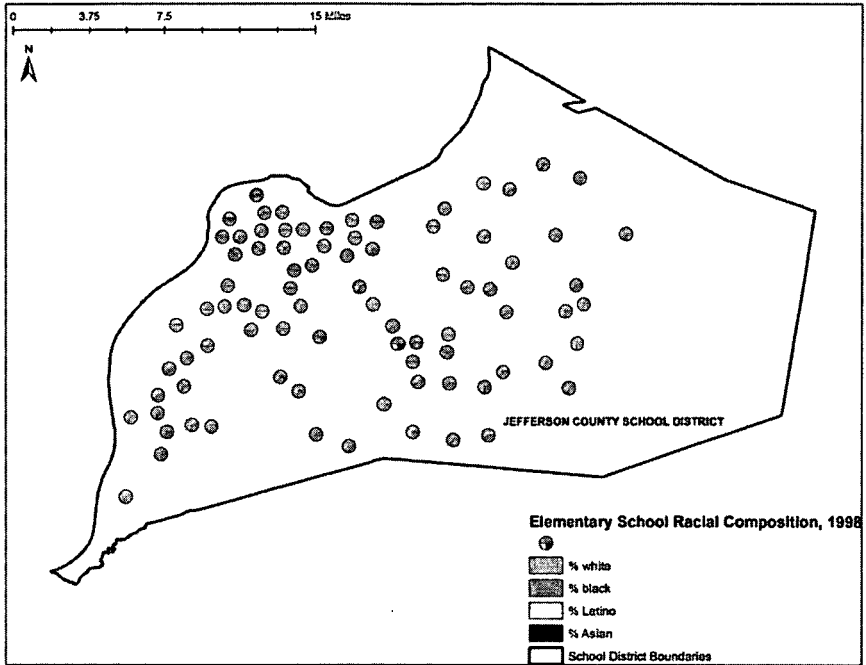 0 3.75 7.5 15 Miles
N
JEFFERSON COUNTY SCHOOL DISTRICT
Elementary School Racial Composition, 1998
% white
% black
% Latino
% Asian
School District Boundaries